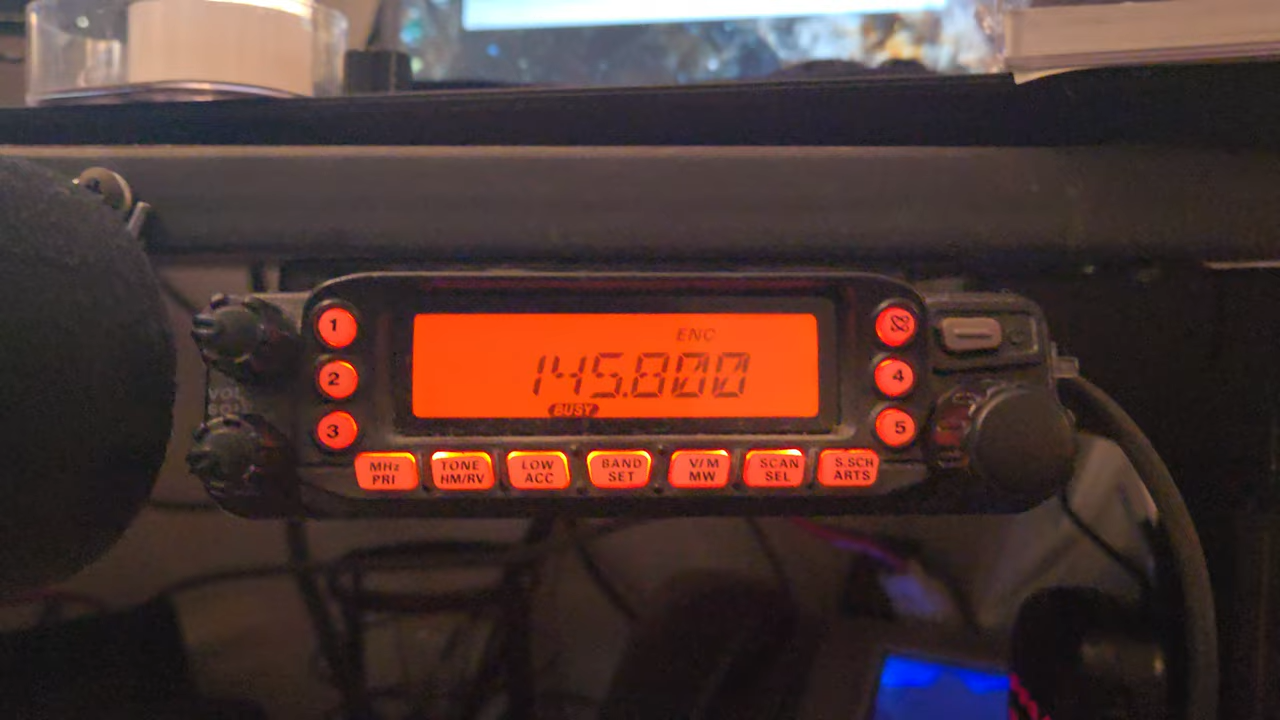 1
2
3
ENC
145.800
BUSY
4
5
MHz
PRI
TONE
HM/RV
LOW
ACC
BAND
SET
V/M
MW
SCAN
SEL
S.SCH
ARTS
VOL